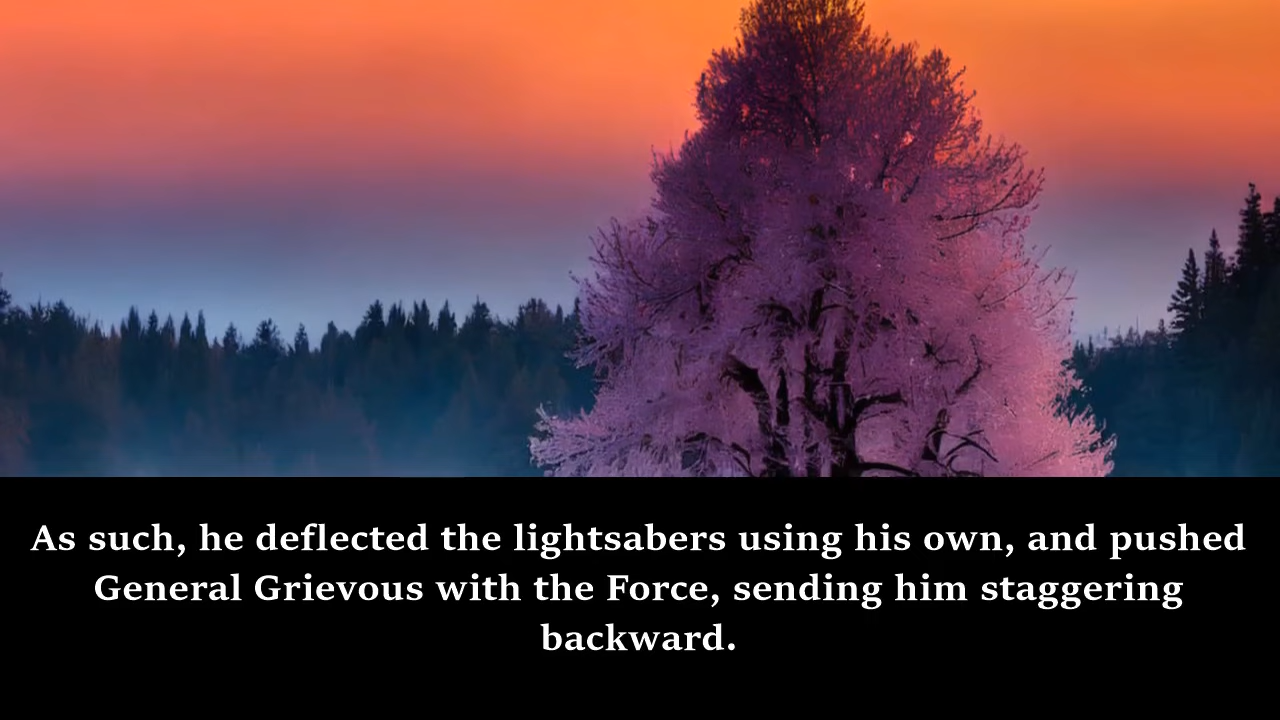 As such, he deflected the lightsabers using his own, and pushed
General Grievous with the Force, sending him staggering
backward.